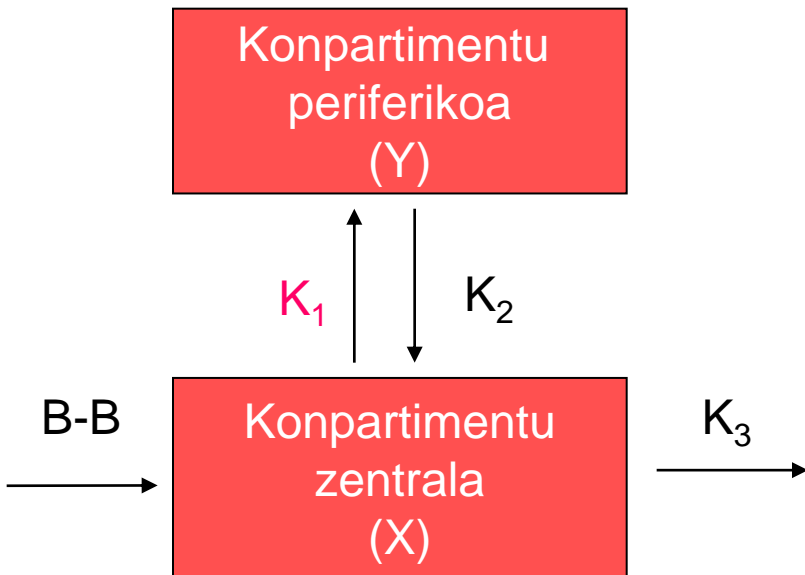 Konpartimentu
periferikoa
(Y)
K₁
K₂
B-B
Konpartimentu
zentrala
(X)
K₃